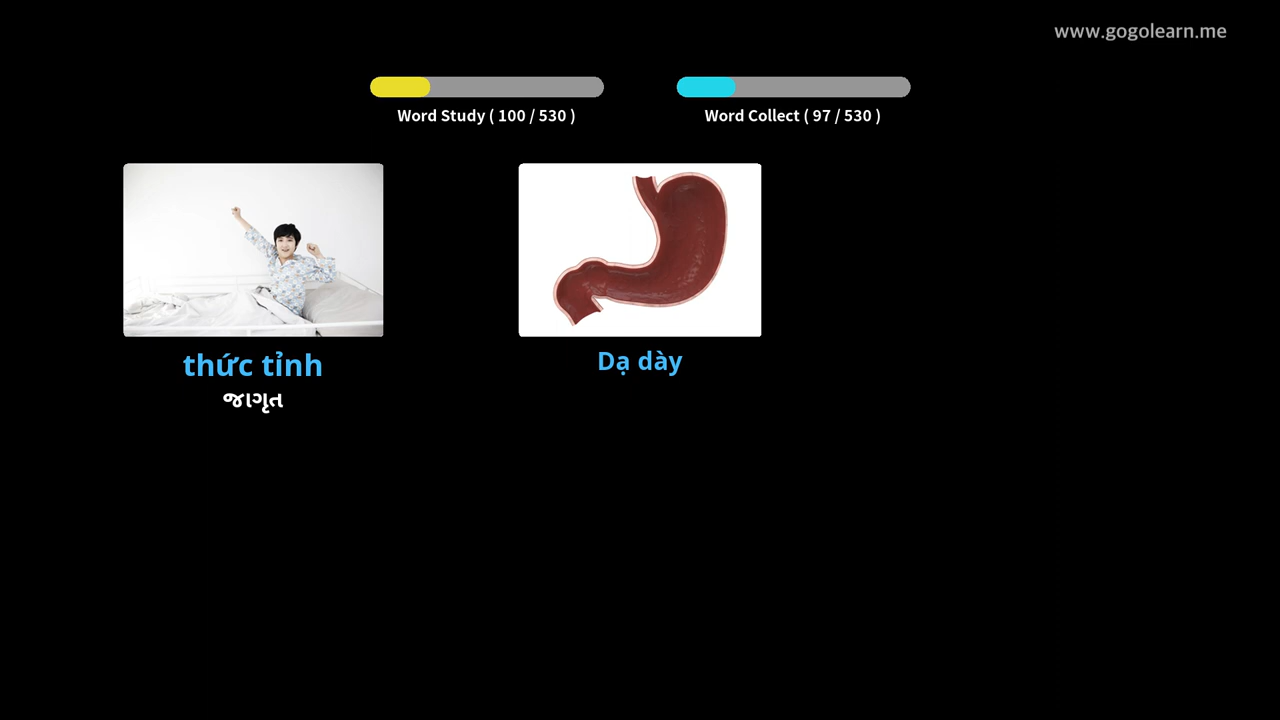 www.gogolearn.me
Word Study ( 100 / 530 )
Word Collect ( 97 / 530 )
thức tỉnh
જાગૃત
Dạ dày